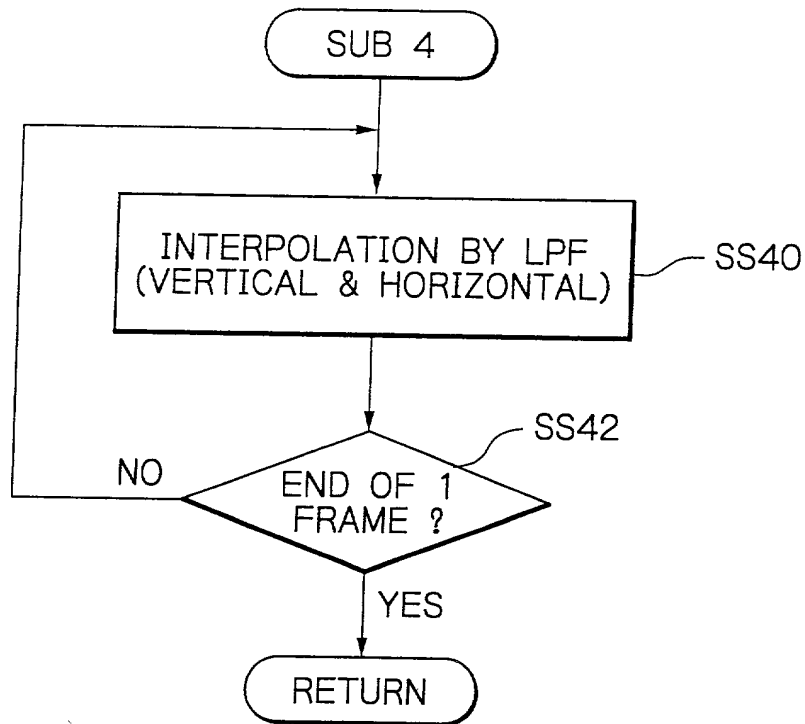 SUB 4
INTERPOLATION BY LPF
(VERTICAL & HORIZONTAL)
SS40
SS42
NO
END OF 1
FRAME ?
YES
RETURN